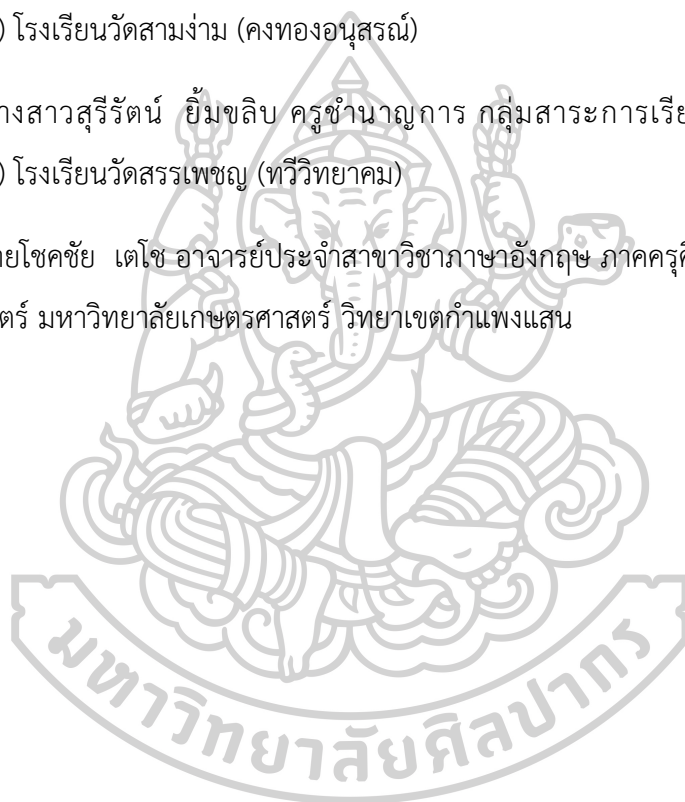 ) โรงเรียนวัดสามง่าม (คงทองอนุสรณ์)
างสาวสุรีรัตน์ ยิ้มขลิบ ครูชำนาญการ กลุ่มสาระการเรีย
) โรงเรียนวัดสรรเพชญ (ทวีวิทยาคม)
ายโชคชัย เตโช อาจารย์ประจำสาขาวิชาภาษาอังกฤษ ภาคครุศ
ตร์ มหาวิทยาลัยเกษตรศาสตร์ วิทยาเขตกำแพงแสน
มหาวิทยาลัยศิลปากร